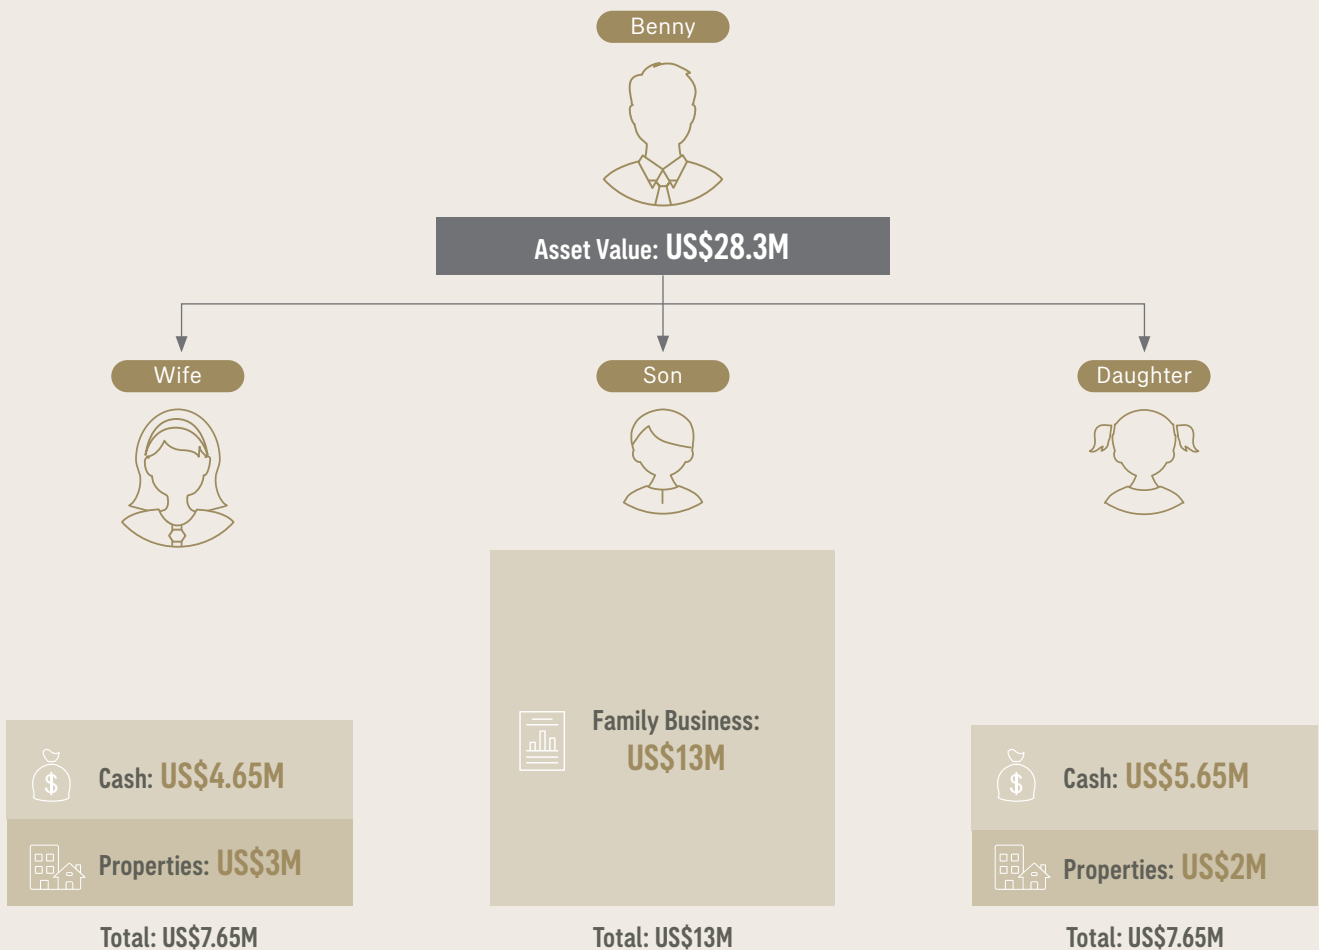 Benny
Asset Value: US$28.3M
Wife
Son
Daughter
Family Business:
US$13M
$
Cash: US$4.65M
Properties: US$3M
$
Cash: US$5.65M
Properties: US$2M
Total: US$7.65M
Total: US$13M
Total: US$7.65M